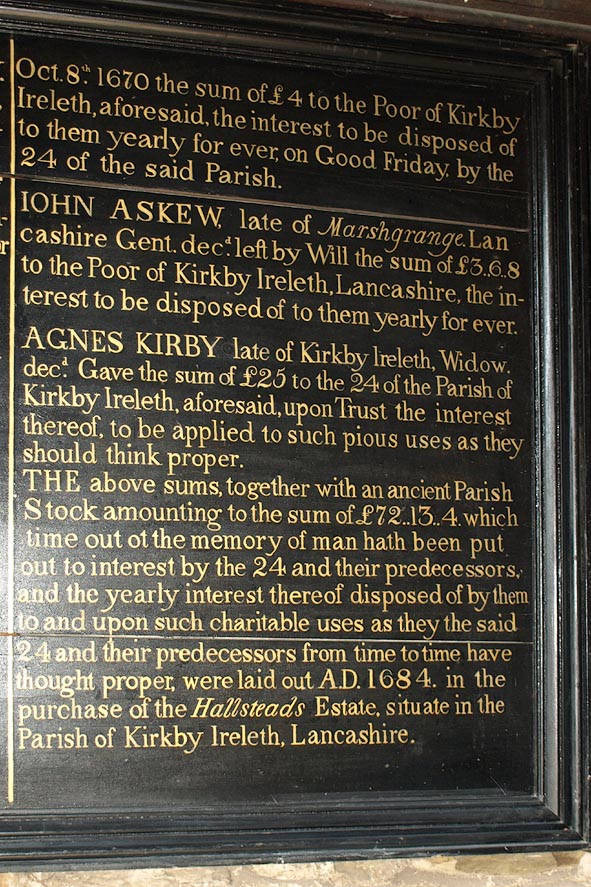 Oct. 8.th 1670 the sum of £4 to the Poor of Kirkby
Ireleth, aforesaid, the interest to be disposed of
to them yearly for ever, on Good Friday, by the
24 of the said Parish.
IOHN ASKEW, late of Marshgrange. Lan
cashire Gent. dec.d left by Will the sum of £3.6.8
to the Poor of Kirkby Ireleth, Lancashire, the in-
terest to be disposed of to them yearly for ever.
AGNES KIRBY late of Kirkby Ireleth, Widow.
dec.d Gave the sum of £25 to the 24 of the Parish of
Kirkby Ireleth, aforesaid, upon Trust the interest
thereof, to be applied to such pious uses as they
should think proper.
THE above sums, together with an ancient Parish
Stock amounting to the sum of £72..13..4. which
time out of the memory of man hath been put
out to interest by the 24 and their predecessors,
and the yearly interest thereof disposed of by them
to and upon such charitable uses as they the said
24 and their predecessors from time to time have
thought proper, were laid out A.D. 1684. in the
purchase of the Hallsteads Estate, situate in the
Parish of Kirkby Ireleth, Lancashire.